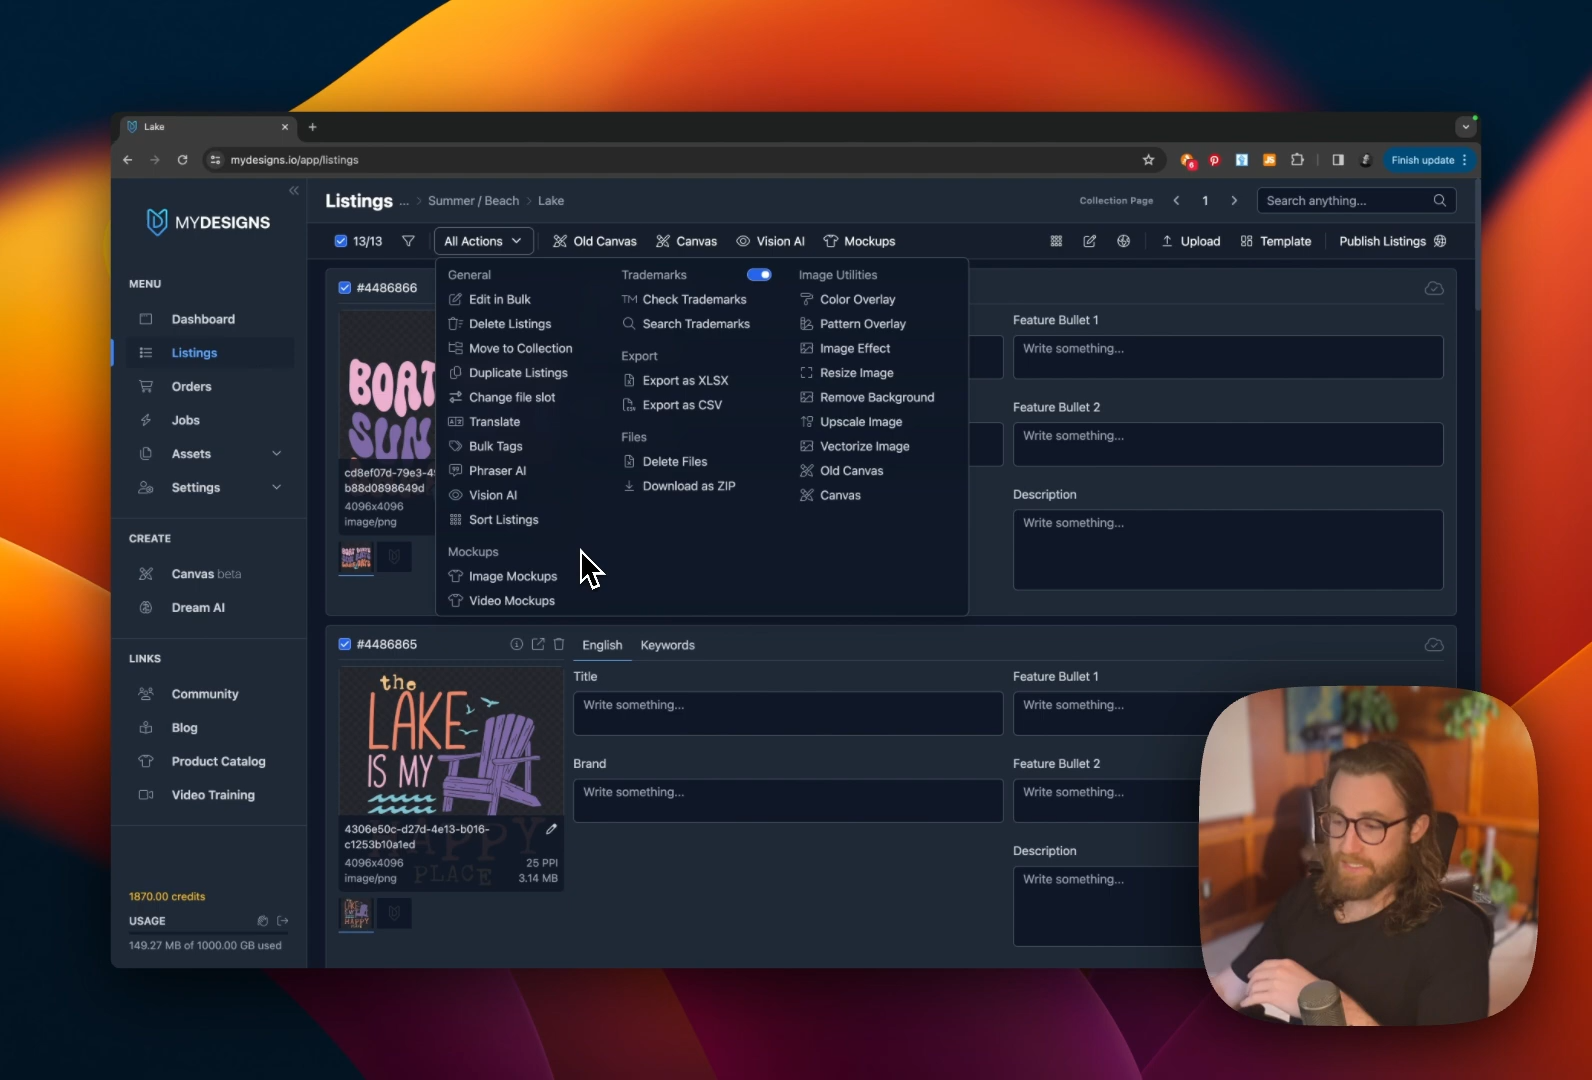 Lake
mydesigns.io/app/listings
6
Finish update
MYDESIGNS
Listings ... > Summer / Beach > Lake
Collection Page < 1 >
Search anything...
13/13
All Actions
Old Canvas
Canvas
Vision AI
Mockups
Upload
Template
Publish Listings
MENU
Dashboard
Listings
Orders
Jobs
Assets
Settings
CREATE
Canvas beta
Dream AI
LINKS
Community
Blog
Product Catalog
Video Training
1870.00 credits
USAGE
149.27 MB of 1000.00 GB used
#4486866
BOAT
SUN
cd8ef07d-79e3-4
b88d0898649d
4096x4096
image/png
General
Edit in Bulk
Delete Listings
Move to Collection
Duplicate Listings
Change file slot
Translate
Bulk Tags
Phraser AI
Vision AI
Sort Listings
Mockups
Image Mockups
Video Mockups
Trademarks
TM Check Trademarks
Search Trademarks
Export
Export as XLSX
Export as CSV
Files
Delete Files
Download as ZIP
Image Utilities
Color Overlay
Pattern Overlay
Image Effect
Resize Image
Remove Background
Upscale Image
Vectorize Image
Old Canvas
Canvas
Feature Bullet 1
Write something...
Feature Bullet 2
Write something...
Description
Write something...
#4486865
the
LAKE
IS MY
HAPPY
PLACE
4306e50c-d27d-4e13-b016-
c1253b10a1ed
4096x4096
25 PPI
image/png
3.14 MB
English
Keywords
Title
Write something...
Brand
Write something...
Feature Bullet 1
Write something...
Feature Bullet 2
Write something...
Description
Write something...